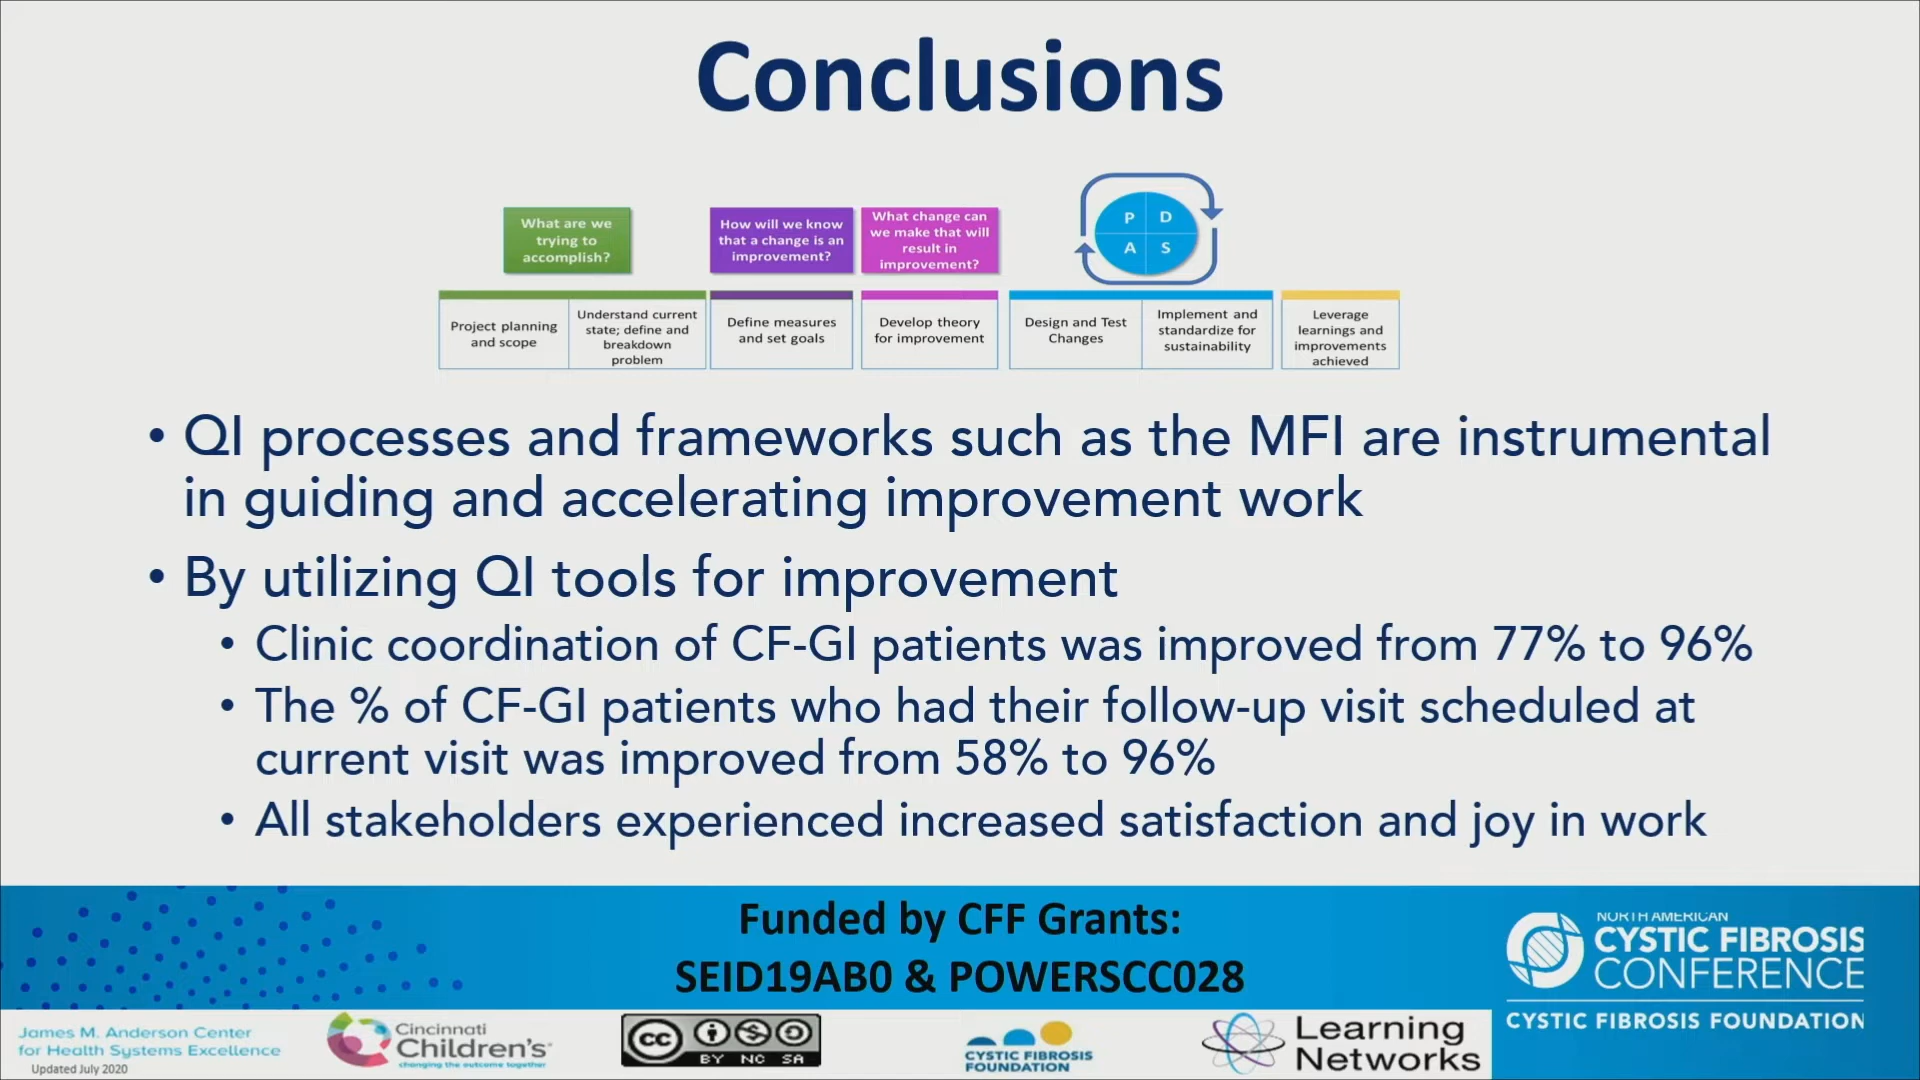 Conclusions
What are we
trying to
accomplish?
How will we know
that a change is an
improvement?
What change can
we make that will
result in
improvement?
P D
A S
Project planning
and scope
Understand current
state; define and
breakdown
problem
Define measures
and set goals
Develop theory
for improvement
Design and Test
Changes
Implement and
standardize for
sustainability
Leverage
learnings and
improvements
achieved
• QI processes and frameworks such as the MFI are instrumental
in guiding and accelerating improvement work
• By utilizing QI tools for improvement
• Clinic coordination of CF-GI patients was improved from 77% to 96%
• The % of CF-GI patients who had their follow-up visit scheduled at
current visit was improved from 58% to 96%
• All stakeholders experienced increased satisfaction and joy in work
Funded by CFF Grants:
SEID19AB0 & POWERSCC028
NORTH AMERICAN
CYSTIC FIBROSIS
CONFERENCE
CYSTIC FIBROSIS FOUNDATION
James M. Anderson Center
for Health Systems Excellence
Updated July 2020
Cincinnati
Children's
changing the outcome together
CC
BY NC SA
CYSTIC FIBROSIS
FOUNDATION
Learning
Networks